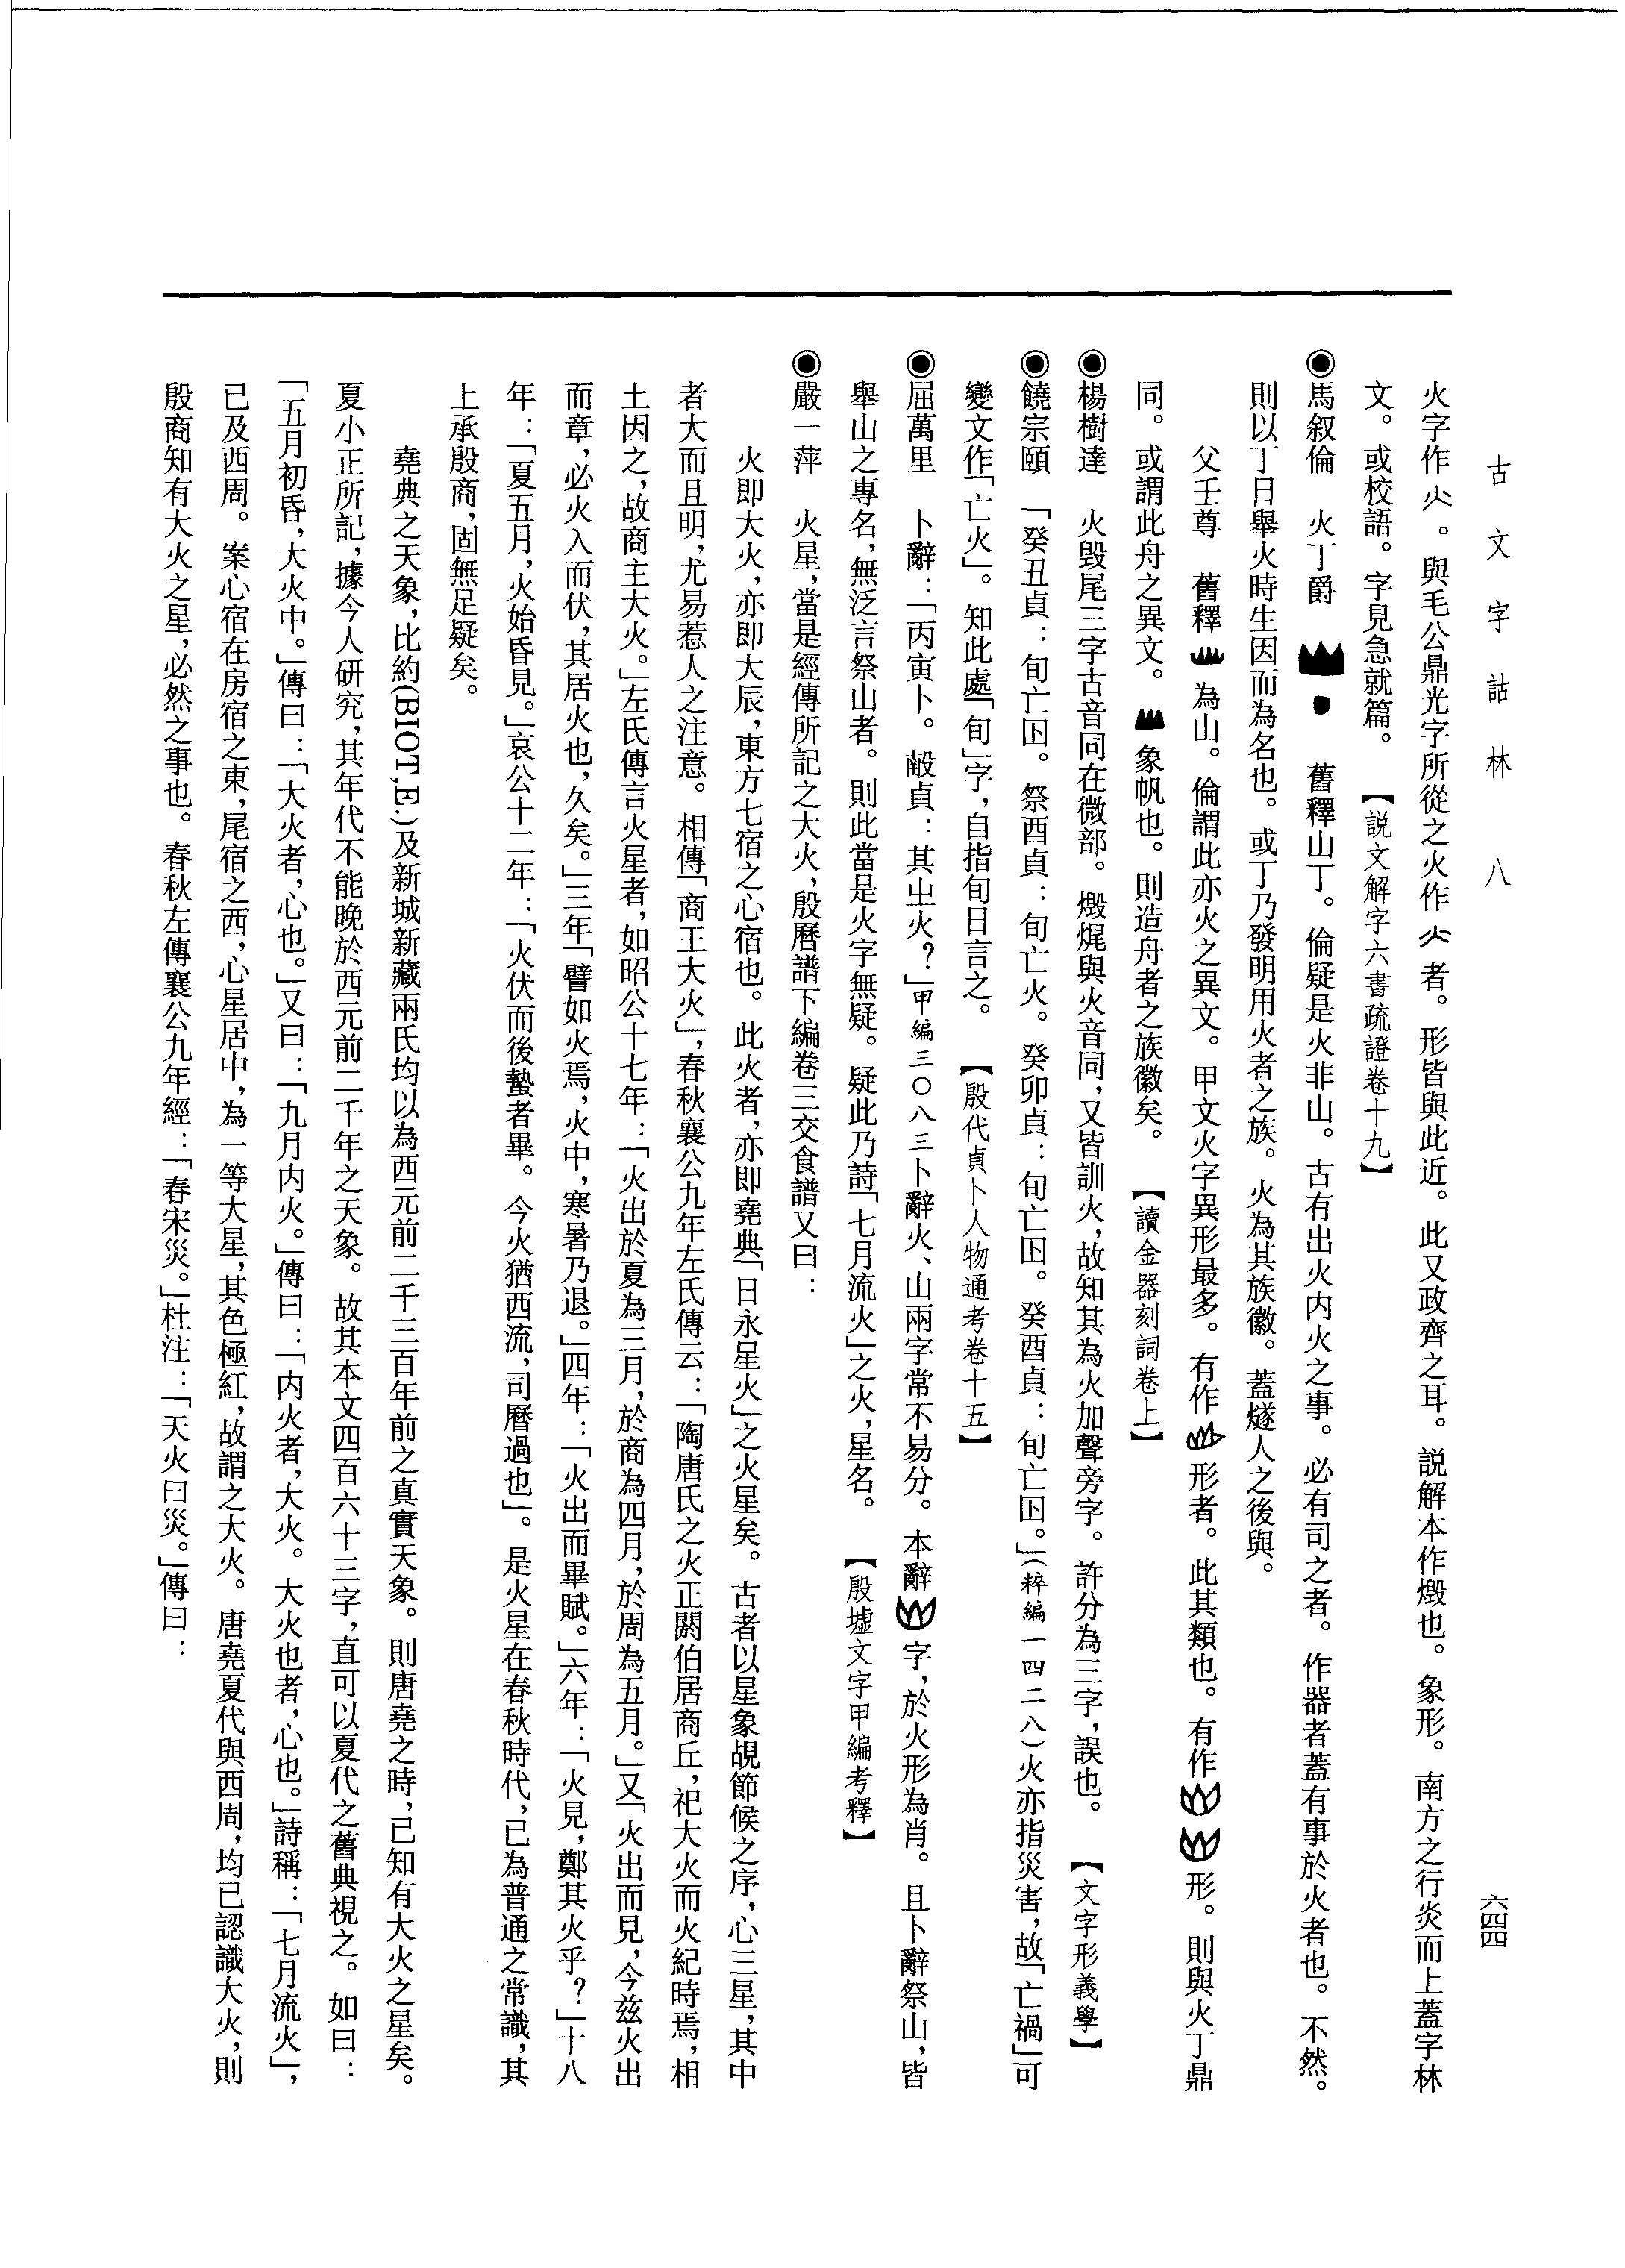 古文字詁林 八
六四四
火字作。與毛公鼎光字所從之火作者。形皆與此近。此又政齊之耳。説解本作燬也。象形。南方之行炎而上蓋字林
文。或校語。字見急就篇。【説文解字六書疏證卷十九】
◉馬叙倫 火丁爵 舊釋山丁。倫疑是火非山。古有出火内火之事。必有司之者。作器者蓋有事於火者也。不然。
則以丁日舉火時生因而為名也。或丁乃發明用火者之族。火為其族徽。蓋燧人之後與。
父壬尊 舊釋為山。倫謂此亦火之異文。甲文火字異形最多。有作形者。此其類也。有作形。則與火丁鼎
同。或謂此舟之異文。象帆也。則造舟者之族徽矣。【讀金器刻詞卷上】
◉楊樹達 火毁尾三字古音同在微部。燬焜與火音同，又皆訓火，故知其為火加聲旁字。許分為三字，誤也。【文字形義學】
◉饒宗頤 「癸丑貞：旬亡𡆥。祭酉貞：旬亡火。癸卯貞：旬亡𡆥。癸酉貞：旬亡𡆥。」（粹編一四二八）火亦指災害，故「亡禍」可
變文作「亡火」。知此處「旬」字，自指旬日言之。【殷代貞卜人物通考卷十五】
◉屈萬里 卜辭：「丙寅卜。㱿貞：其㞢火？」甲編三〇八三卜辭火、山兩字常不易分。本辭字，於火形為肖。且卜辭祭山，皆
舉山之專名，無泛言祭山者。則此當是火字無疑。疑此乃詩「七月流火」之火，星名。【殷墟文字甲編考釋】
◉嚴一萍 火星，當是經傳所記之大火，殷曆譜下編卷三交食譜又曰：
火即大火，亦即大辰，東方七宿之心宿也。此火者，亦即堯典「日永星火」之火星矣。古者以星象覘節候之序，心三星，其中
者大而且明，尤易惹人之注意。相傳「商王大火」，春秋襄公九年左氏傳云：「陶唐氏之火正閼伯居商丘，祀大火而火紀時焉，相
土因之，故商主大火。」左氏傳言火星者，如昭公十七年：「火出於夏為三月，於商為四月，於周為五月。」又「火出而見，今兹火出
而章，必火入而伏，其居火也，久矣。」三年「譬如火焉，火中，寒暑乃退。」四年：「火出而畢賦。」六年：「火見，鄭其火乎？」十八
年：「夏五月，火始昏見。」哀公十二年：「火伏而後蟄者畢。今火猶西流，司曆過也」。是火星在春秋時代，已為普通之常識，其
上承殷商，固無足疑矣。
堯典之天象，比約(BIOT,E.)及新城新藏兩氏均以為西元前二千三百年前之真實天象。則唐堯之時，已知有大火之星矣。
夏小正所記，據今人研究，其年代不能晚於西元前二千年之天象。故其本文四百六十三字，直可以夏代之舊典視之。如曰：
「五月初昏，大火中。」傳曰：「大火者，心也。」又曰：「九月内火。」傳曰：「内火者，大火。大火也者，心也。」詩稱：「七月流火」，
已及西周。案心宿在房宿之東，尾宿之西，心星居中，為一等大星，其色極紅，故謂之大火。唐堯夏代與西周，均已認識大火，則
殷商知有大火之星，必然之事也。春秋左傳襄公九年經：「春宋災。」杜注：「天火曰災。」傳曰：